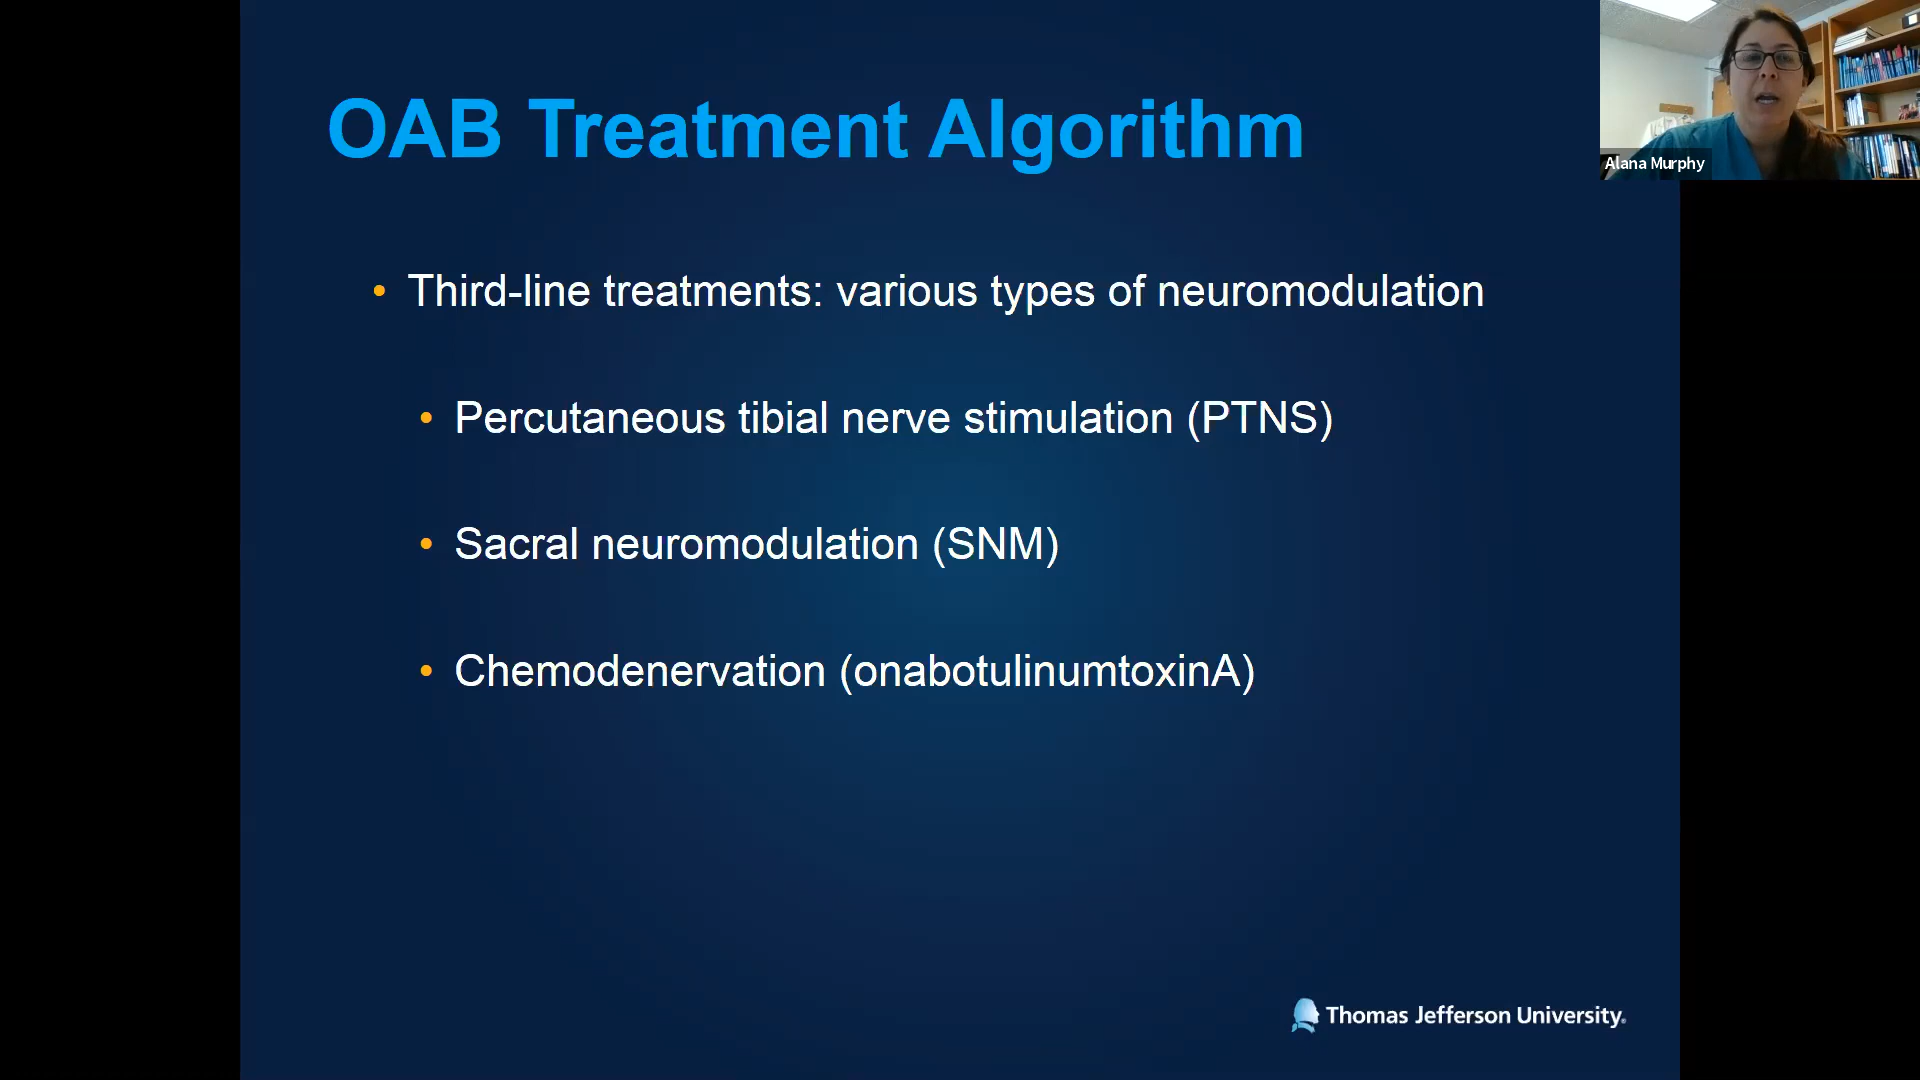 OAB Treatment Algorithm
Alana Murphy
• Third-line treatments: various types of neuromodulation
• Percutaneous tibial nerve stimulation (PTNS)
• Sacral neuromodulation (SNM)
• Chemodenervation (onabotulinumtoxinA)
Thomas Jefferson University®